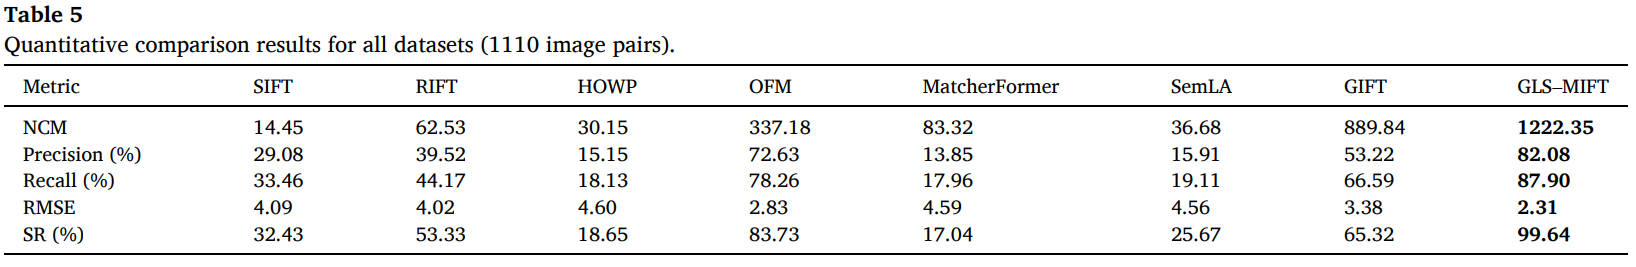 Table 5
Quantitative comparison results for all datasets (1110 image pairs).
Metric SIFT RIFT HOWP OFM MatcherFormer SemLA GIFT GLS–MIFT
NCM 14.45 62.53 30.15 337.18 83.32 36.68 889.84 1222.35
Precision (%) 29.08 39.52 15.15 72.63 13.85 15.91 53.22 82.08
Recall (%) 33.46 44.17 18.13 78.26 17.96 19.11 66.59 87.90
RMSE 4.09 4.02 4.60 2.83 4.59 4.56 3.38 2.31
SR (%) 32.43 53.33 18.65 83.73 17.04 25.67 65.32 99.64